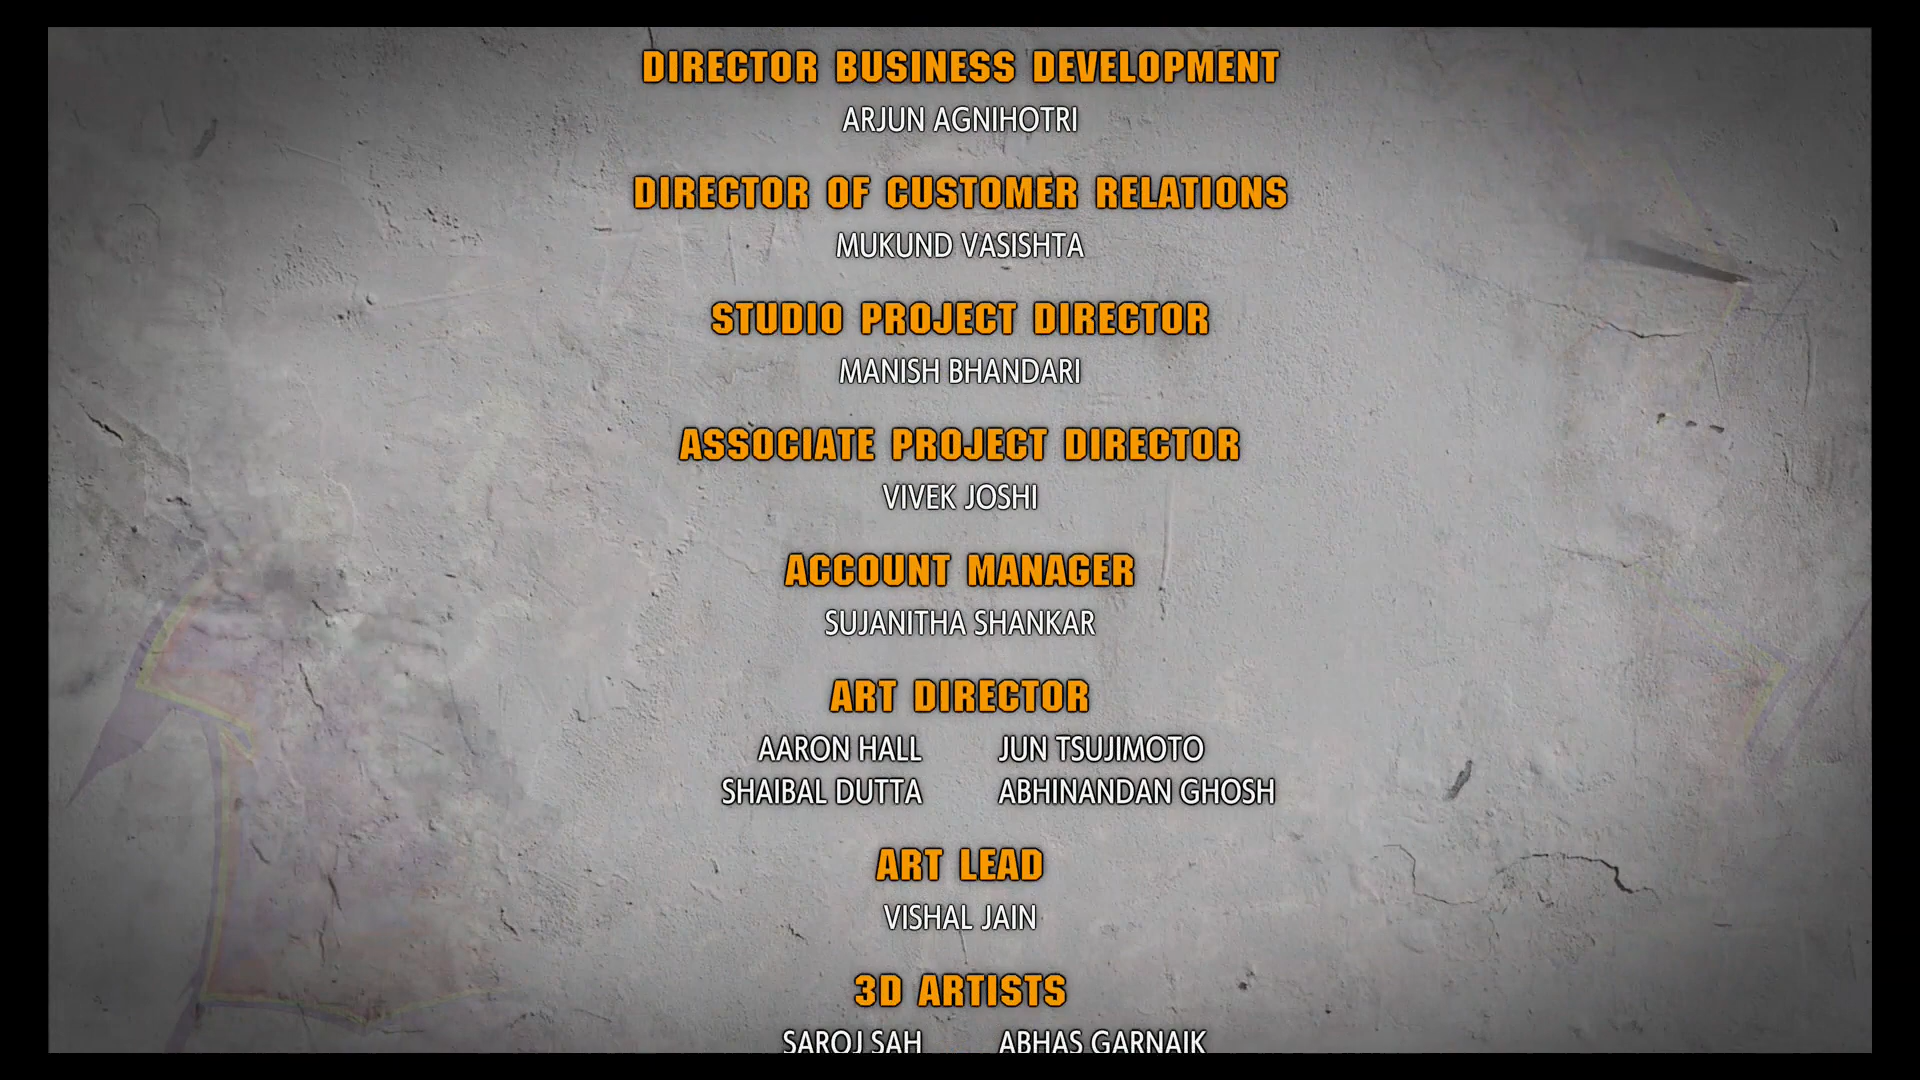 DIRECTOR BUSINESS DEVELOPMENT
ARJUN AGNIHOTRI
DIRECTOR OF CUSTOMER RELATIONS
MUKUND VASISHTA
STUDIO PROJECT DIRECTOR
MANISH BHANDARI
ASSOCIATE PROJECT DIRECTOR
VIVEK JOSHI
ACCOUNT MANAGER
SUJANITHA SHANKAR
ART DIRECTOR
AARON HALL JUN TSUJIMOTO
SHAIBAL DUTTA ABHINANDAN GHOSH
ART LEAD
VISHAL JAIN
3D ARTISTS
SAROJ SAH ABHAS GARNAIK